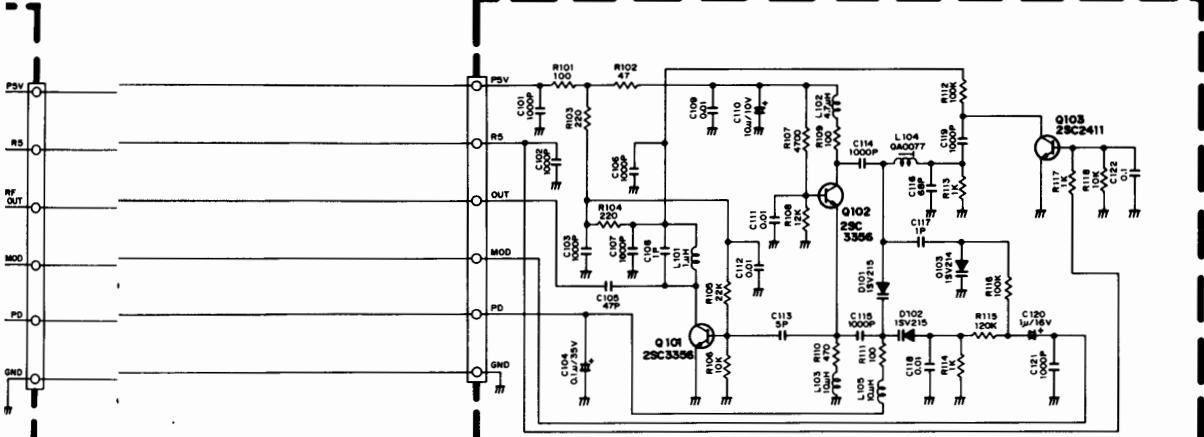 P5V
R5
RF
OUT
MOD
PD
GND
P5V
R5
OUT
MOD
PD
GND
R101
100
R102
47
C101
1000P
R103
220
C102
1000P
C106
1000P
R104
220
C103
1000P
C107
1000P
C108
1P
L101
1μH
C105
47P
C104
0.1μ/35V
Q101
2SC3356
C109
0.01
C110
10μ/10V
R107
4700
L102
4.7μH
R109
100
C111
0.01
R108
12K
Q102
2SC
3356
C112
0.01
R105
22K
R106
10K
C113
5P
C114
1000P
L104
QA0077
C116
68P
R113
1K
C119
1000P
R112
100K
Q103
2SC2411
R117
1K
R118
10K
C122
0.1
C117
1P
D101
1SV215
D103
1SV214
R116
100K
C115
1000P
D102
1SV215
R115
120K
C120
1μ/16V
R110
470
L103
10μH
R111
100
L105
10μH
C118
0.01
R114
1K
C121
1000P